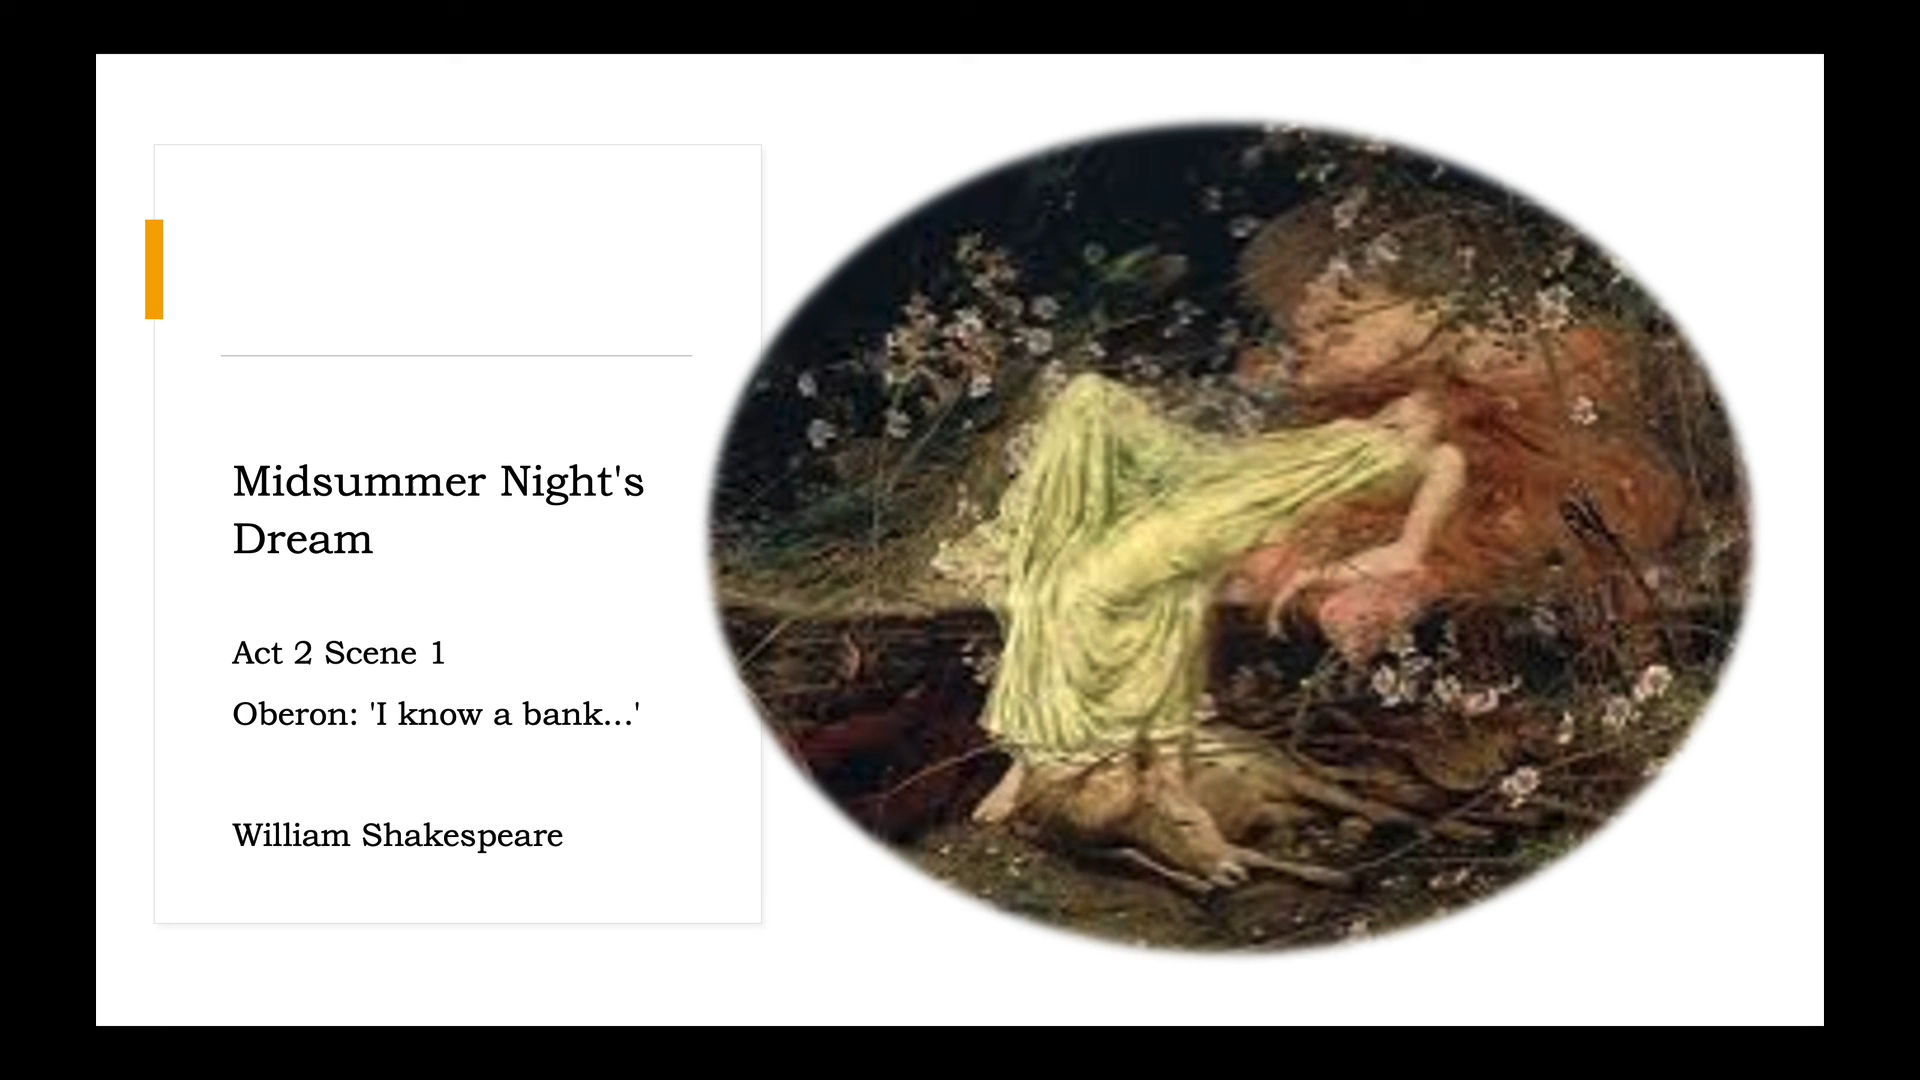 Midsummer Night's
Dream
Act 2 Scene 1
Oberon: 'I know a bank...'
William Shakespeare